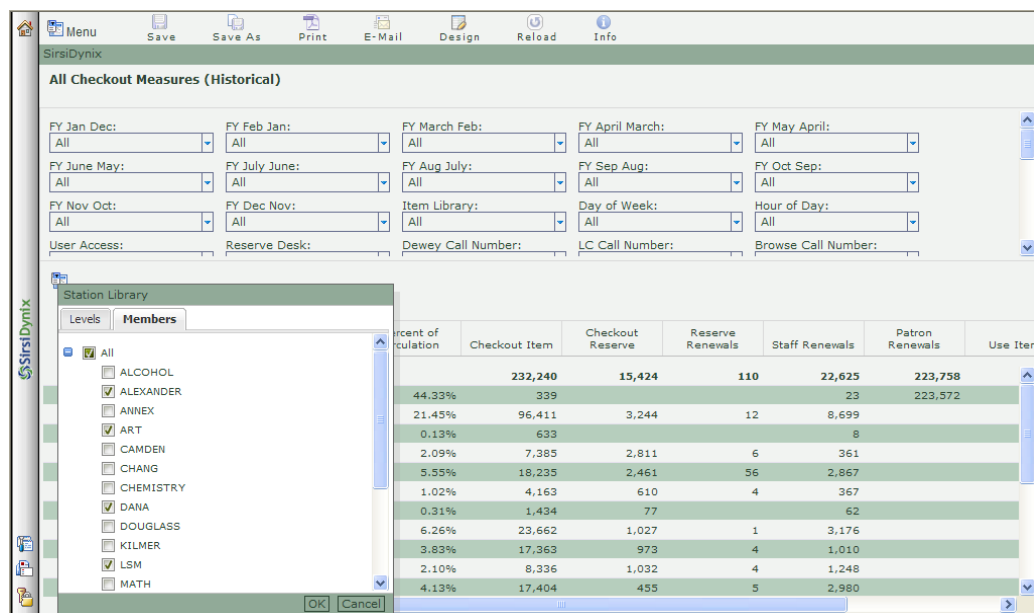 Menu Save Save As Print E-Mail Design Reload Info
SirsiDynix
All Checkout Measures (Historical)
FY Jan Dec: FY Feb Jan: FY March Feb: FY April March: FY May April:
All All All All All
FY June May: FY July June: FY Aug July: FY Sep Aug: FY Oct Sep:
All All All All All
FY Nov Oct: FY Dec Nov: Item Library: Day of Week: Hour of Day:
All All All All All
User Access: Reserve Desk: Dewey Call Number: LC Call Number: Browse Call Number:
SirsiDynix
Station Library
Levels Members
All
ALCOHOL
ALEXANDER
ANNEX
ART
CAMDEN
CHANG
CHEMISTRY
DANA
DOUGLASS
KILMER
LSM
MATH
OK Cancel
ercent of Checkout Reserve Patron
culation Checkout Item Reserve Renewals Staff Renewals Renewals Use Iter
232,240 15,424 110 22,625 223,758
44.33% 339 23 223,572
21.45% 96,411 3,244 12 8,699
0.13% 633 8
2.09% 7,385 2,811 6 361
5.55% 18,235 2,461 56 2,867
1.02% 4,163 610 4 367
0.31% 1,434 77 62
6.26% 23,662 1,027 1 3,176
3.83% 17,363 973 4 1,010
2.10% 8,336 1,032 4 1,248
4.13% 17,404 455 5 2,980